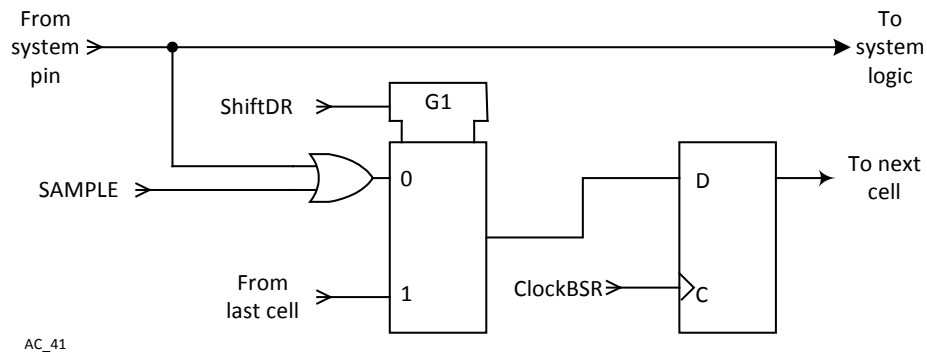 From
system
pin
To
system
logic
ShiftDR
G1
SAMPLE
0
D
To next
cell
From
last cell
1
ClockBSR
C
AC_41